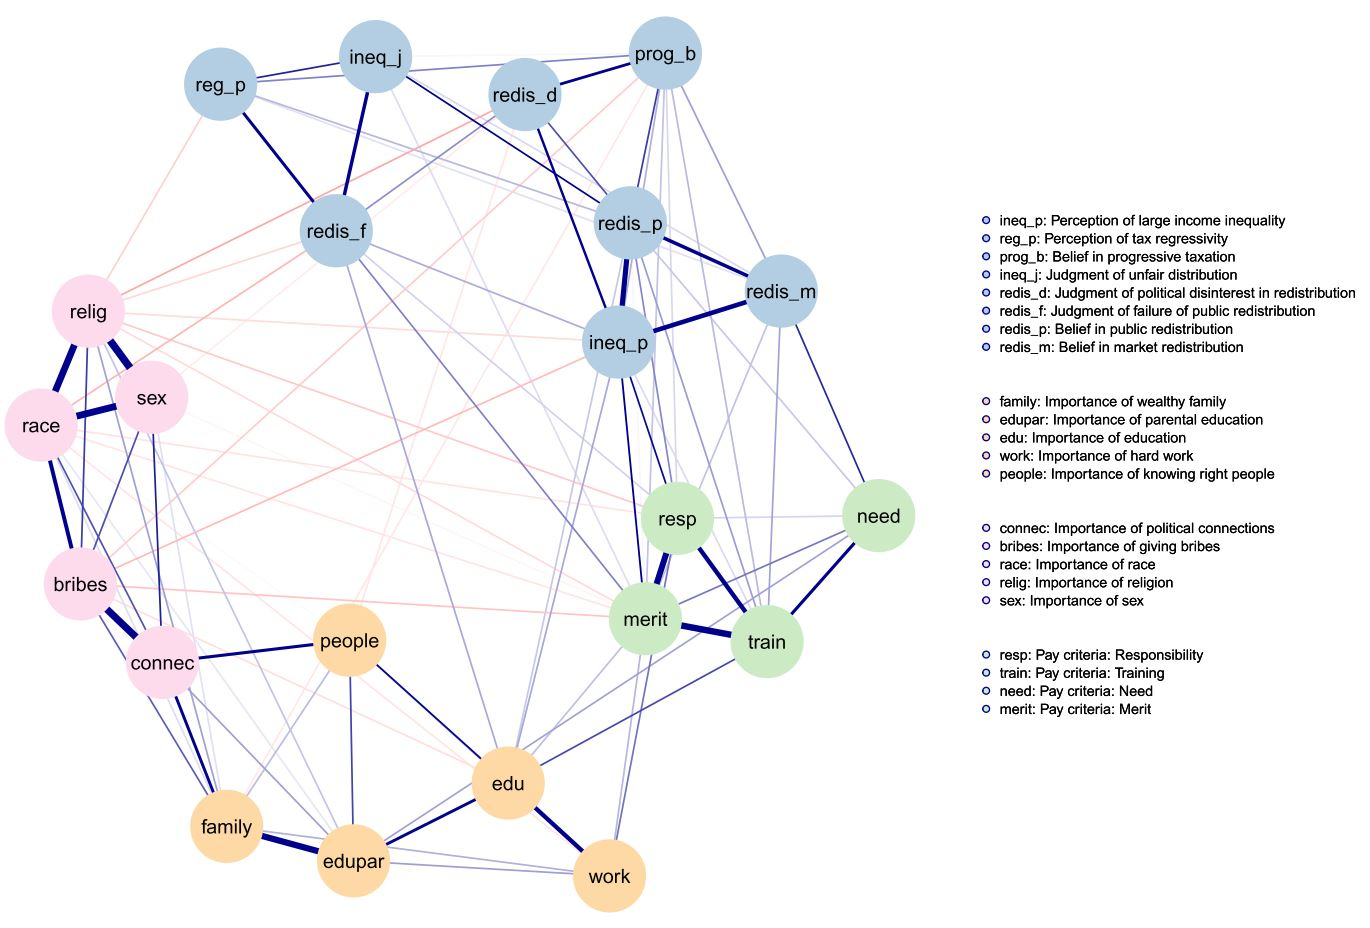 ineq_j
prog_b
reg_p
redis_d
redis_f
redis_p
redis_m
relig
ineq_p
sex
race
resp
need
bribes
merit
people
train
connec
edu
family
edupar
work
ineq_p: Perception of large income inequality
reg_p: Perception of tax regressivity
prog_b: Belief in progressive taxation
ineq_j: Judgment of unfair distribution
redis_d: Judgment of political disinterest in redistribution
redis_f: Judgment of failure of public redistribution
redis_p: Belief in public redistribution
redis_m: Belief in market redistribution
family: Importance of wealthy family
edupar: Importance of parental education
edu: Importance of education
work: Importance of hard work
people: Importance of knowing right people
connec: Importance of political connections
bribes: Importance of giving bribes
race: Importance of race
relig: Importance of religion
sex: Importance of sex
resp: Pay criteria: Responsibility
train: Pay criteria: Training
need: Pay criteria: Need
merit: Pay criteria: Merit